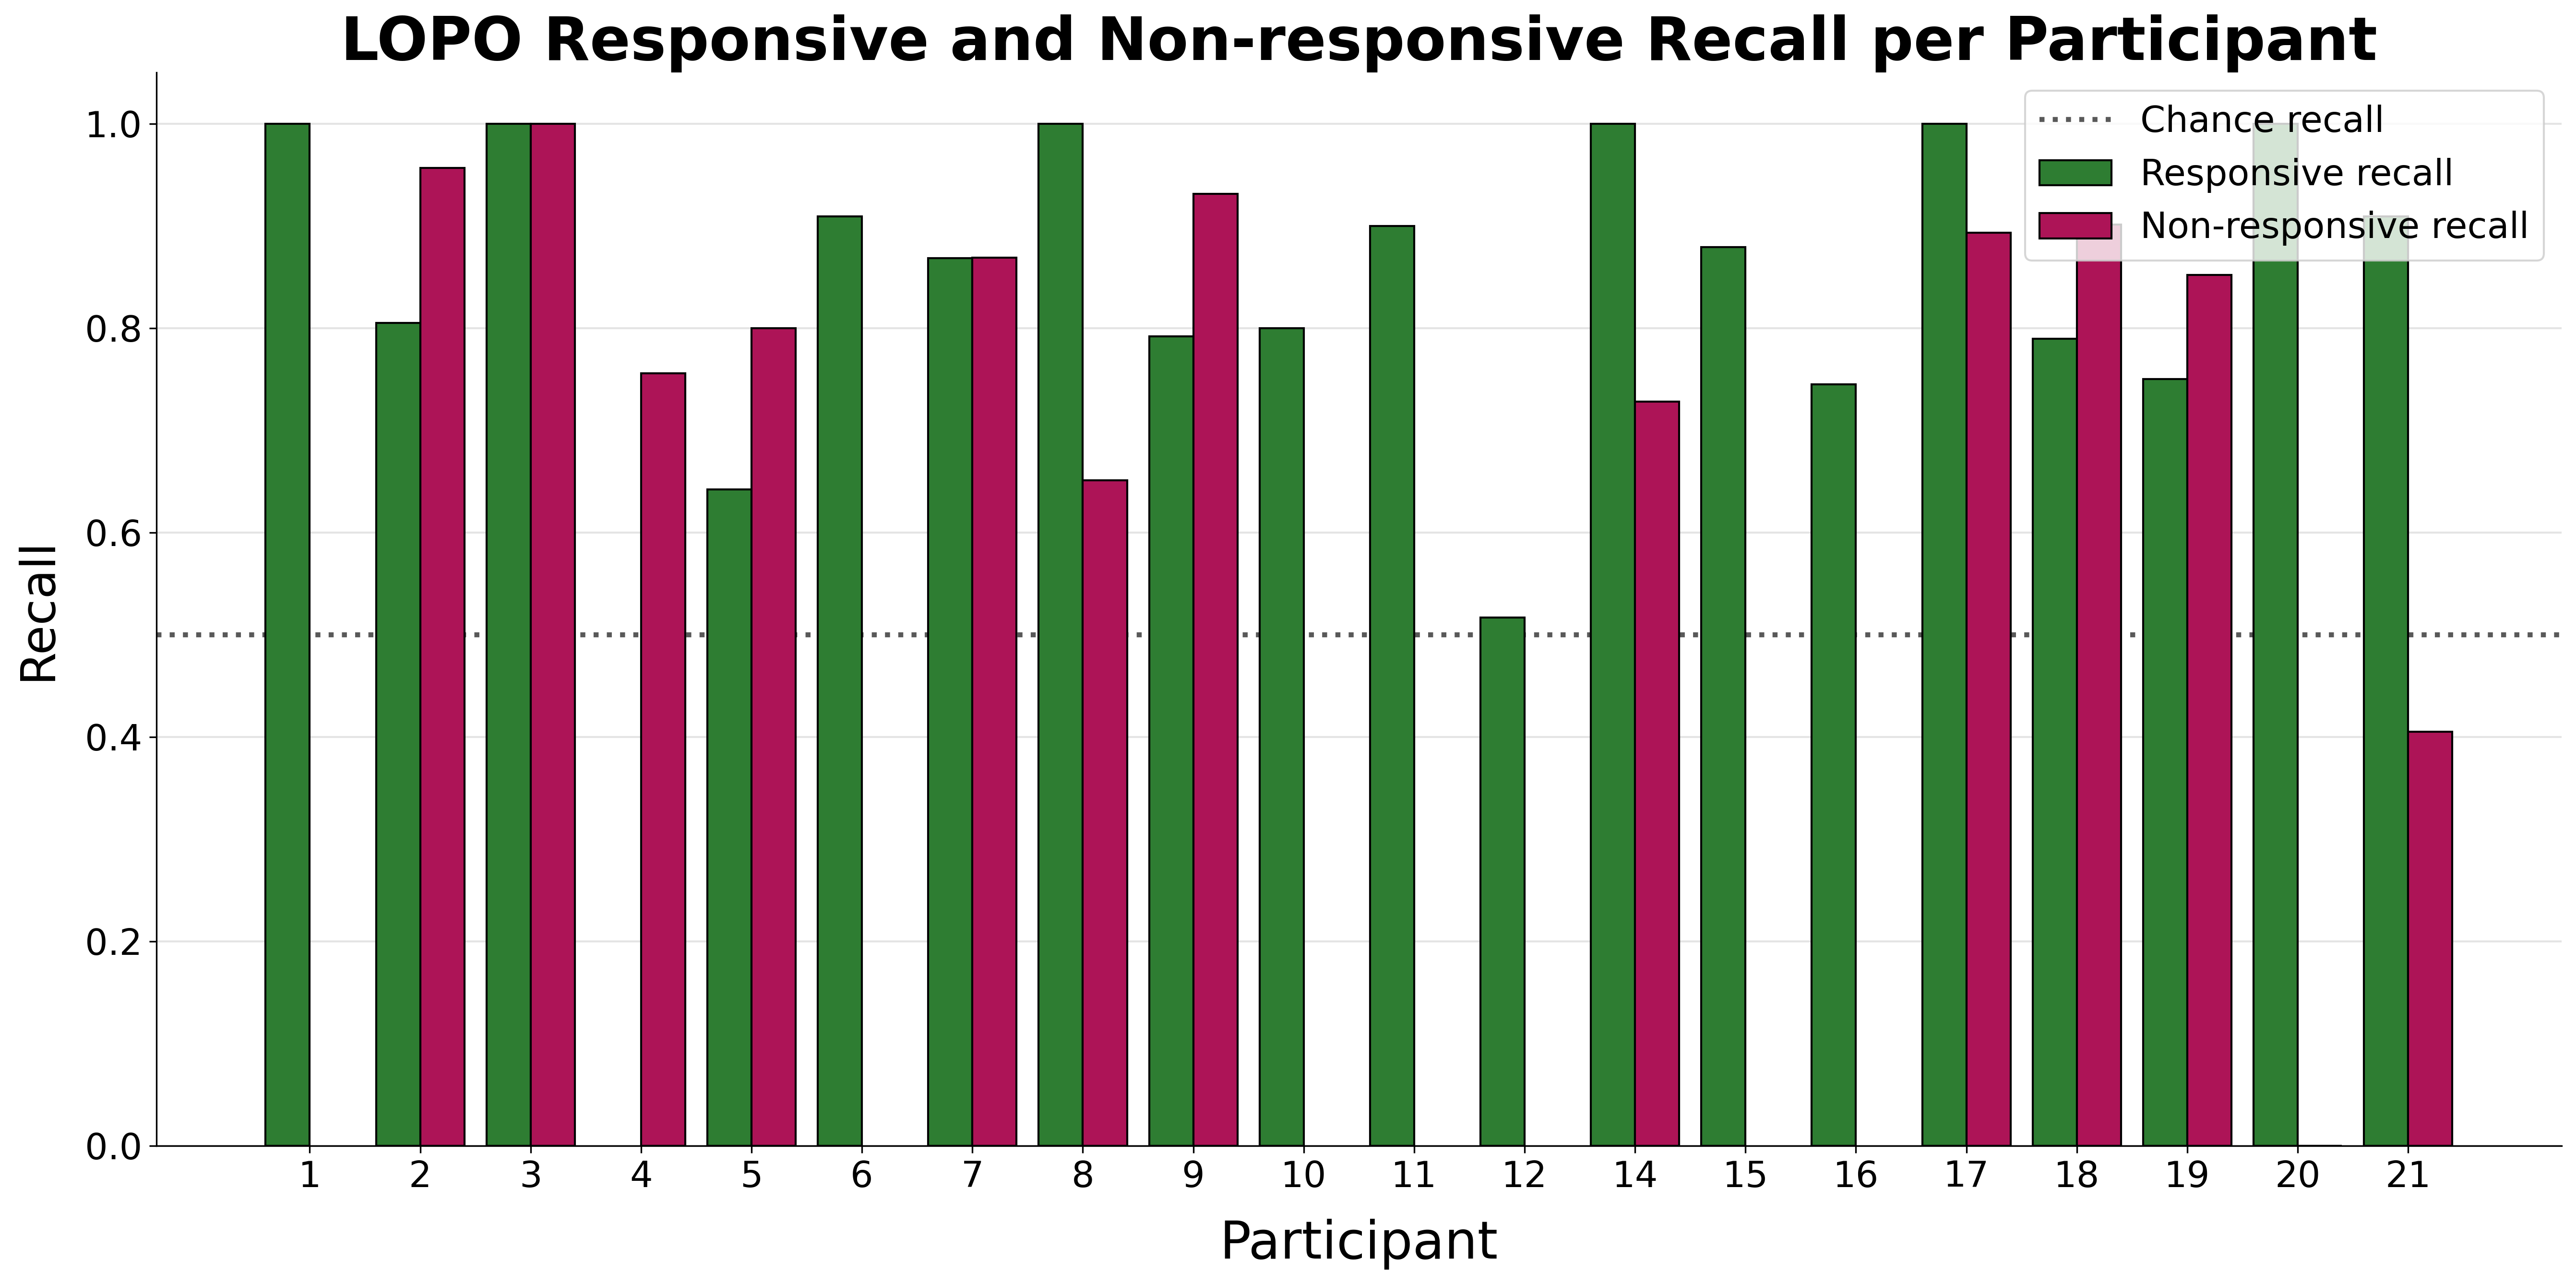 LOPO Responsive and Non-responsive Recall per Participant
Chance recall
Responsive recall
Non-responsive recall
1.0
0.8
0.6
0.4
0.2
0.0
Recall
1 2 3 4 5 6 7 8 9 10 11 12 14 15 16 17 18 19 20 21
Participant